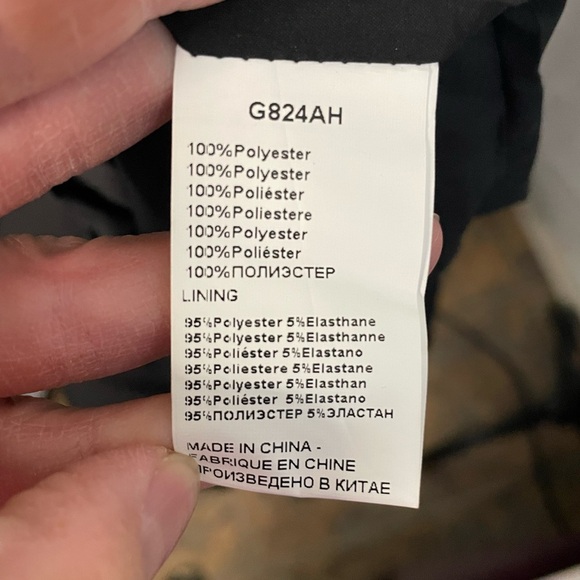 G824AH
100%Polyester
100%Polyester
100%Poliéster
100%Poliestere
100%Polyester
100%Poliéster
100%ПОЛИЭСТЕР
LINING
95%Polyester 5%Elasthane
95%Polyester 5%Elasthanne
95%Poliéster 5%Elastano
95%Poliestere 5%Elastane
95%Polyester 5%Elasthan
95%Poliéster 5%Elastano
95%ПОЛИЭСТЕР 5%ЭЛАСТАН
MADE IN CHINA -
FABRIQUE EN CHINE
ПРОИЗВЕДЕНО В КИТАЕ